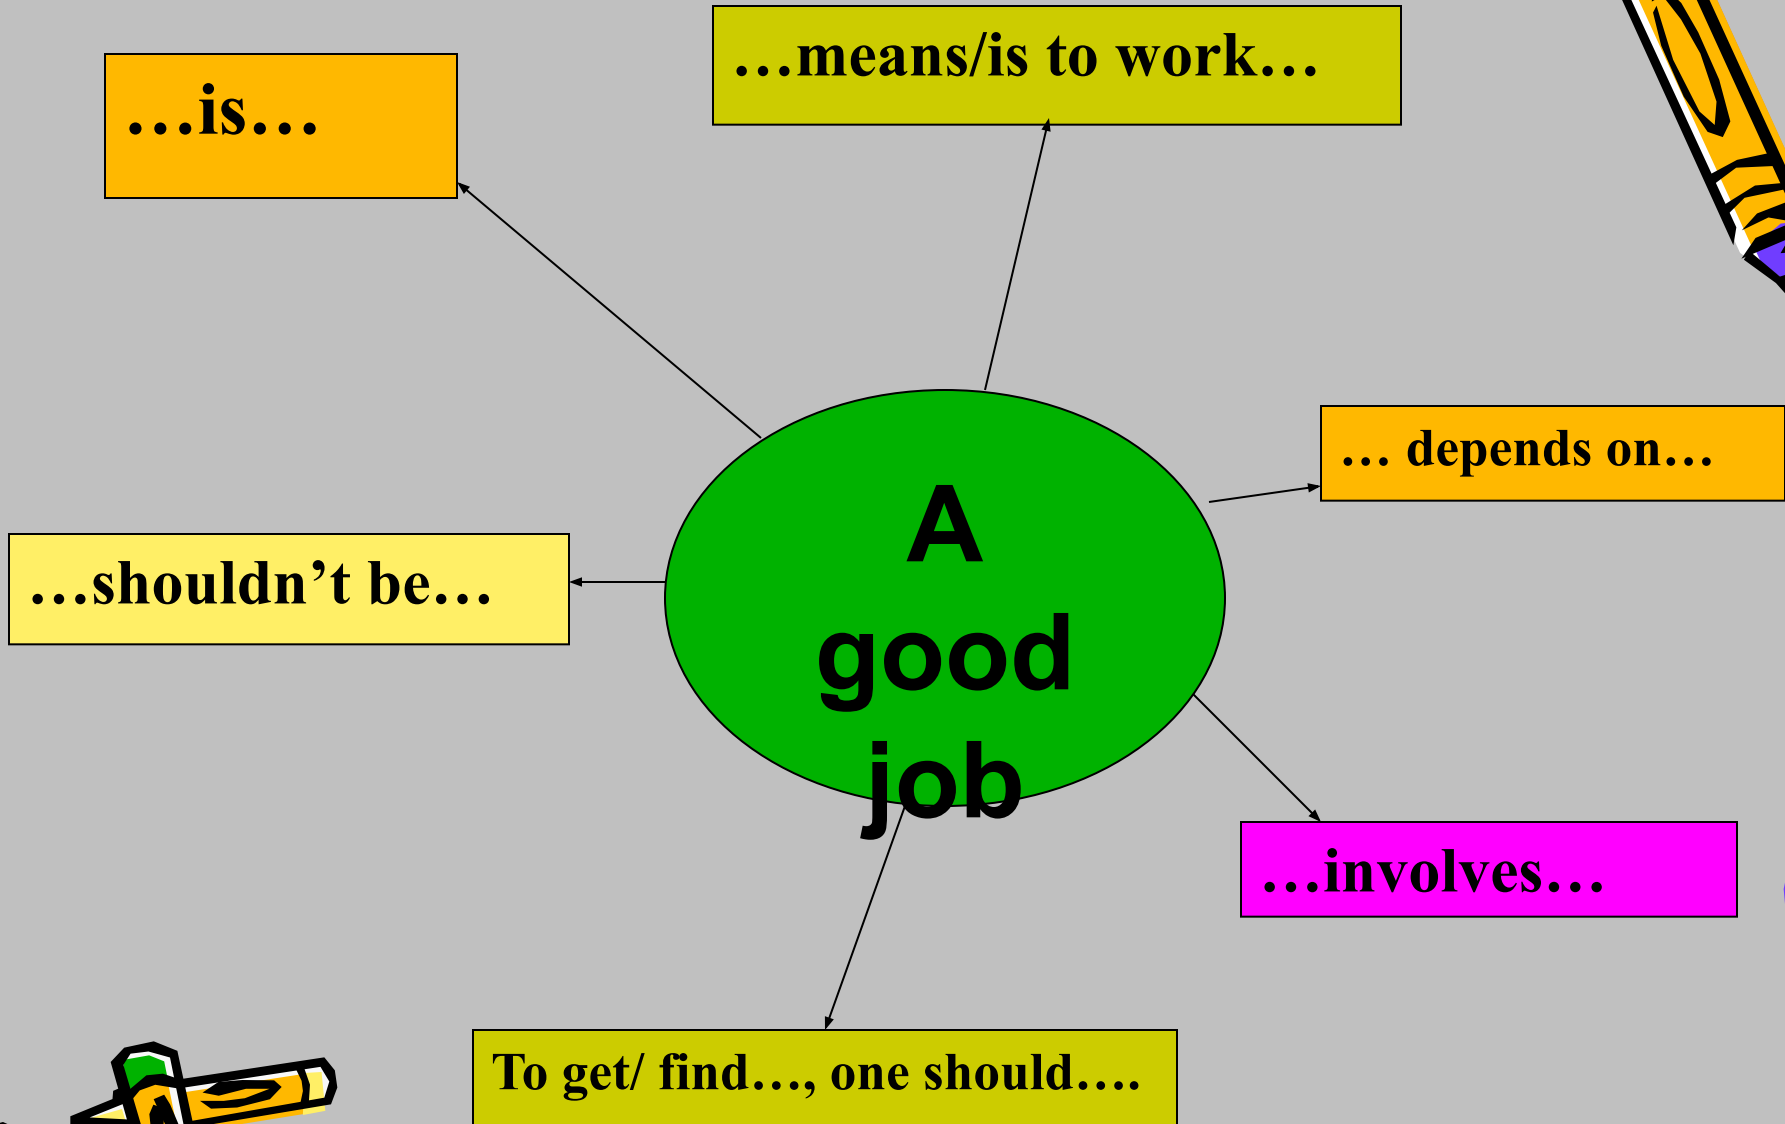 …means/is to work…
…is…
… depends on…
A
good
job
…shouldn’t be…
…involves…
To get/ find…, one should….